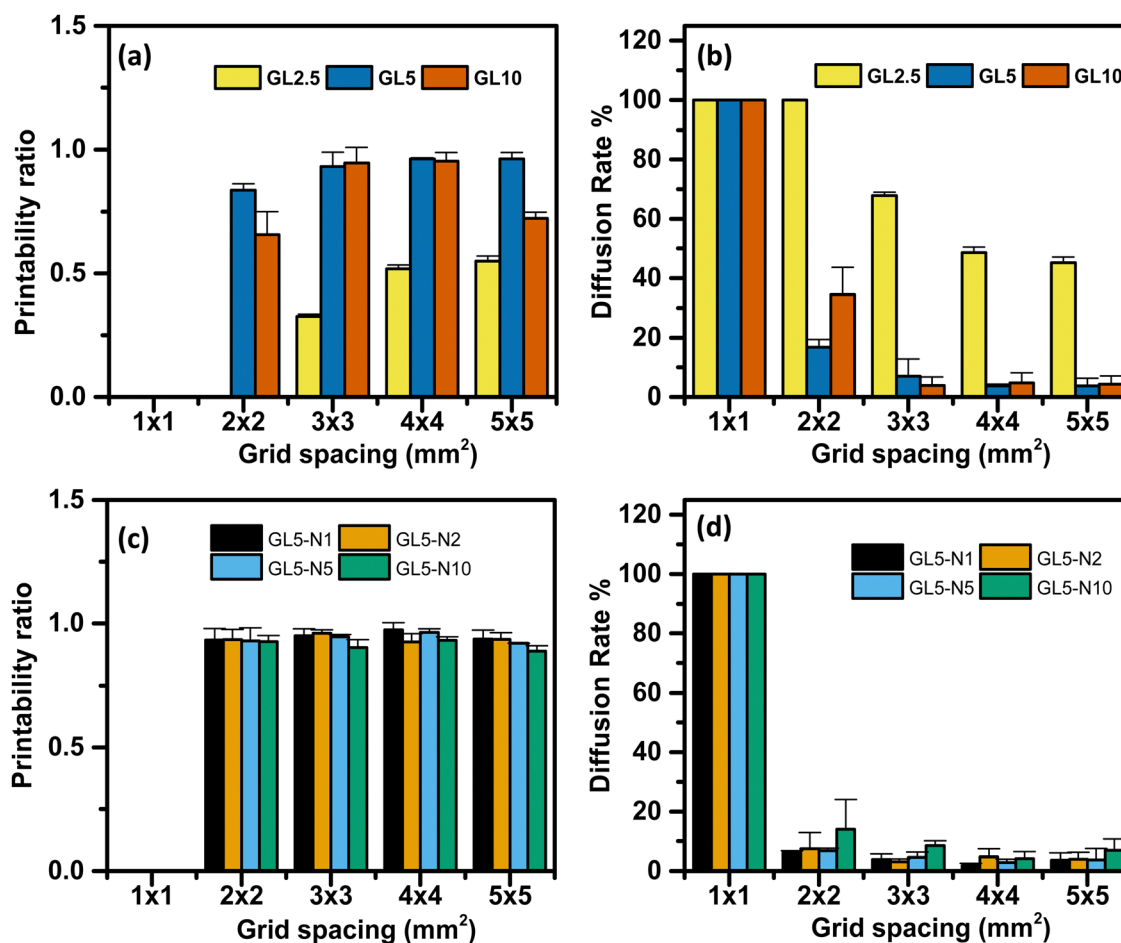 (a)
GL2.5 GL5 GL10
Printability ratio
1.5
1.0
0.5
0.0
1x1 2x2 3x3 4x4 5x5
Grid spacing (mm²)
(b)
GL2.5 GL5 GL10
Diffusion Rate %
120
100
80
60
40
20
0
1x1 2x2 3x3 4x4 5x5
Grid spacing (mm²)
(c)
GL5-N1 GL5-N2
GL5-N5 GL5-N10
Printability ratio
1.5
1.0
0.5
0.0
1x1 2x2 3x3 4x4 5x5
Grid spacing (mm²)
(d)
GL5-N1 GL5-N2
GL5-N5 GL5-N10
Diffusion Rate %
120
100
80
60
40
20
0
1x1 2x2 3x3 4x4 5x5
Grid spacing (mm²)